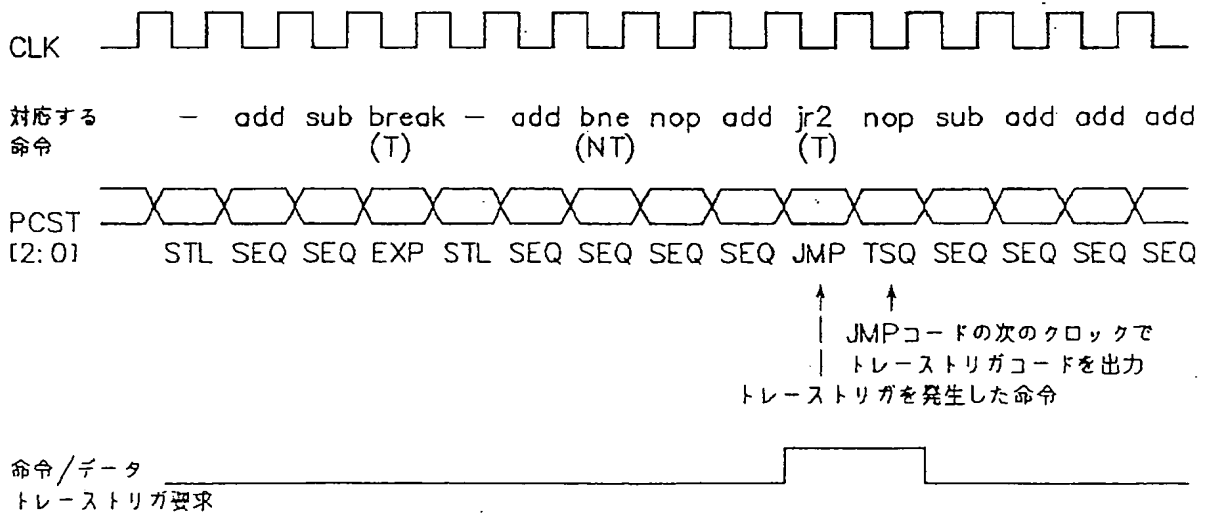 CLK
対応する
命令
— add sub break — add bne nop add jr2 nop sub add add add
(T) (NT) (T)
PCST
[2:0]
STL SEQ SEQ EXP STL SEQ SEQ SEQ SEQ JMP TSQ SEQ SEQ SEQ SEQ
JMPコードの次のクロックで
トレーストリガコードを出力
トレーストリガを発生した命令
命令/データ
トレーストリガ要求